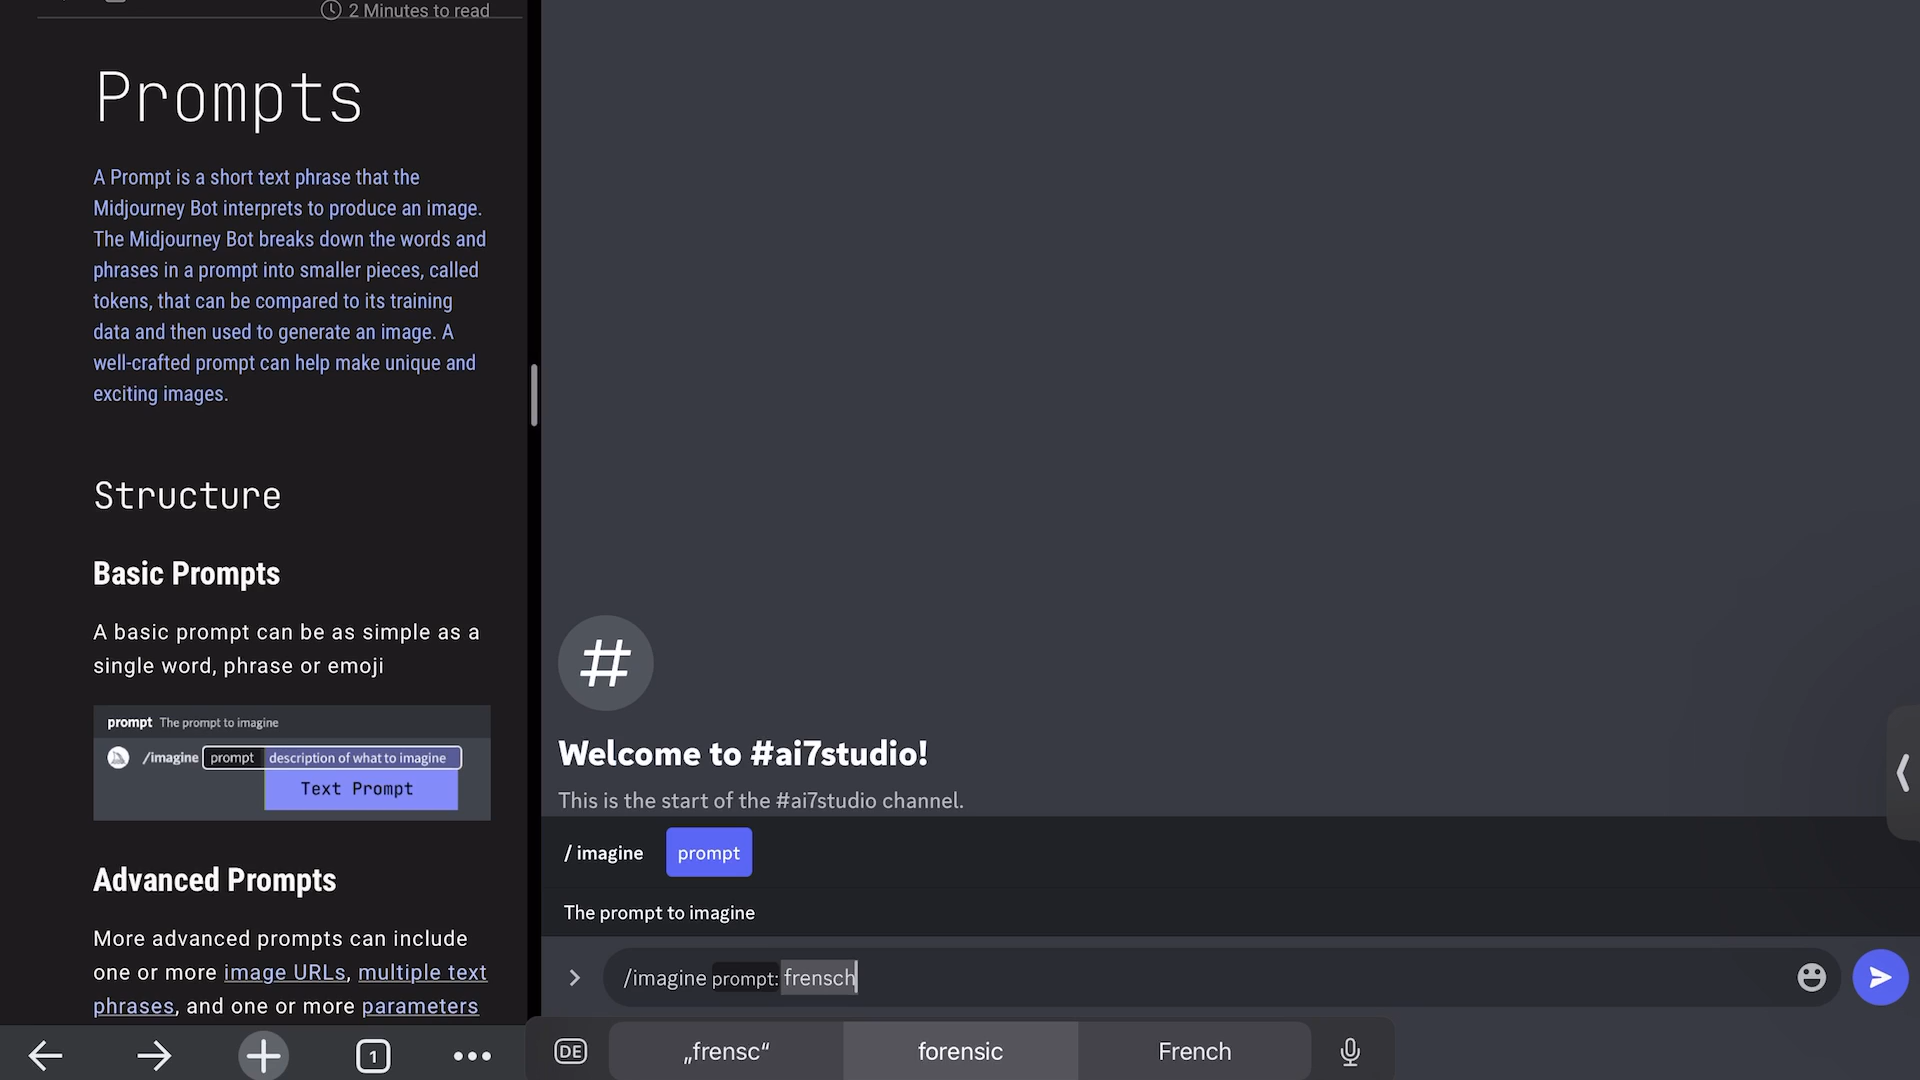 2 Minutes to read
Prompts
A Prompt is a short text phrase that the
Midjourney Bot interprets to produce an image.
The Midjourney Bot breaks down the words and
phrases in a prompt into smaller pieces, called
tokens, that can be compared to its training
data and then used to generate an image. A
well-crafted prompt can help make unique and
exciting images.
Structure
Basic Prompts
A basic prompt can be as simple as a
single word, phrase or emoji
prompt The prompt to imagine
/imagine prompt description of what to imagine
Text Prompt
Advanced Prompts
More advanced prompts can include
one or more image URLs, multiple text
phrases, and one or more parameters
1
#
Welcome to #ai7studio!
This is the start of the #ai7studio channel.
/ imagine prompt
The prompt to imagine
/imagine prompt: frensch
DE „frensc“ forensic French